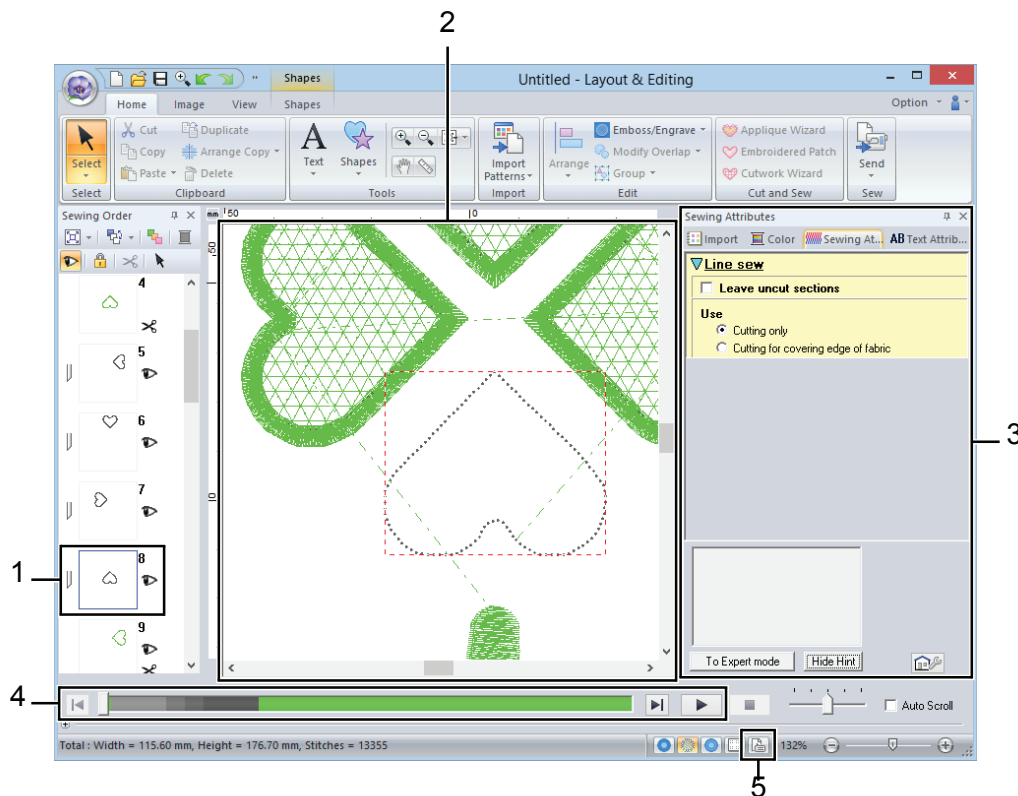 2
Shapes
Untitled - Layout & Editing
Home Image View Shapes
Option
Cut
Copy
Paste
Duplicate
Arrange Copy
Delete
Clipboard
Select
Select
Text
Shapes
Tools
Import
Patterns
Import
Arrange
Emboss/Engrave
Modify Overlap
Group
Edit
Applique Wizard
Embroidered Patch
Cutwork Wizard
Cut and Sew
Send
Sew
Sewing Order
mm 50 0
50
0
4
5
6
7
8
9
Sewing Attributes
Import Color Sewing At... AB Text Attrib...
Line sew
Leave uncut sections
Use
Cutting only
Cutting for covering edge of fabric
To Expert mode Hide Hint
1
3
4
Auto Scroll
Total : Width = 115.60 mm, Height = 176.70 mm, Stitches = 13355
132%
5